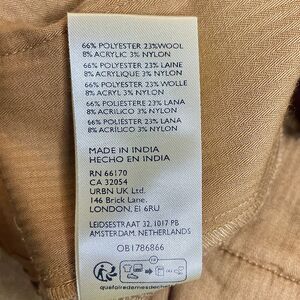 66% POLYESTER 23% WOOL
8% ACRYLIC 3% NYLON
66% POLYESTER 23% LAINE
8% ACRYLIQUE 3% NYLON
66% POLYESTER 23% WOLLE
8% ACRYL 3% NYLON
66% POLIESTERE 23% LANA
8% ACRILICO 3% NYLON
66% POLIÉSTER 23% LANA
8% ACRÍLICO 3% NYLON
MADE IN INDIA
HECHO EN INDIA
RN 66170
CA 32054
URBN UK Ltd.
146 Brick Lane.
LONDON, E1 6RU
LEIDSESTRAAT 32, 1017 PB
AMSTERDAM, NETHERLANDS
OB1786866
FR
quefairedemesdechets